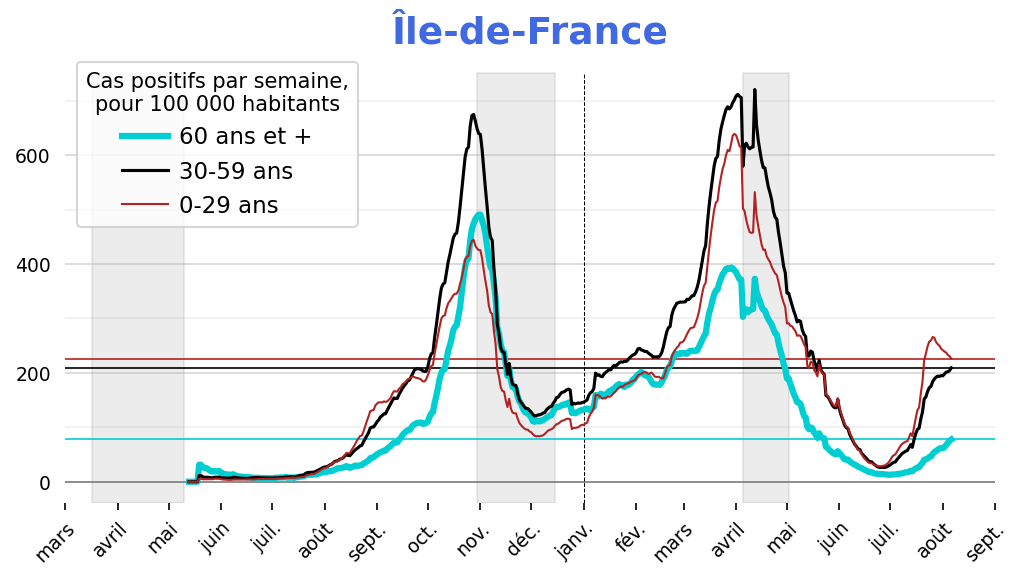 Île-de-France
Cas positifs par semaine,
pour 100 000 habitants
60 ans et +
30-59 ans
0-29 ans
600
400
200
0
mars avril mai juin juil. août sept. oct. nov. déc. janv. fév. mars avril mai juin juil. août sept.